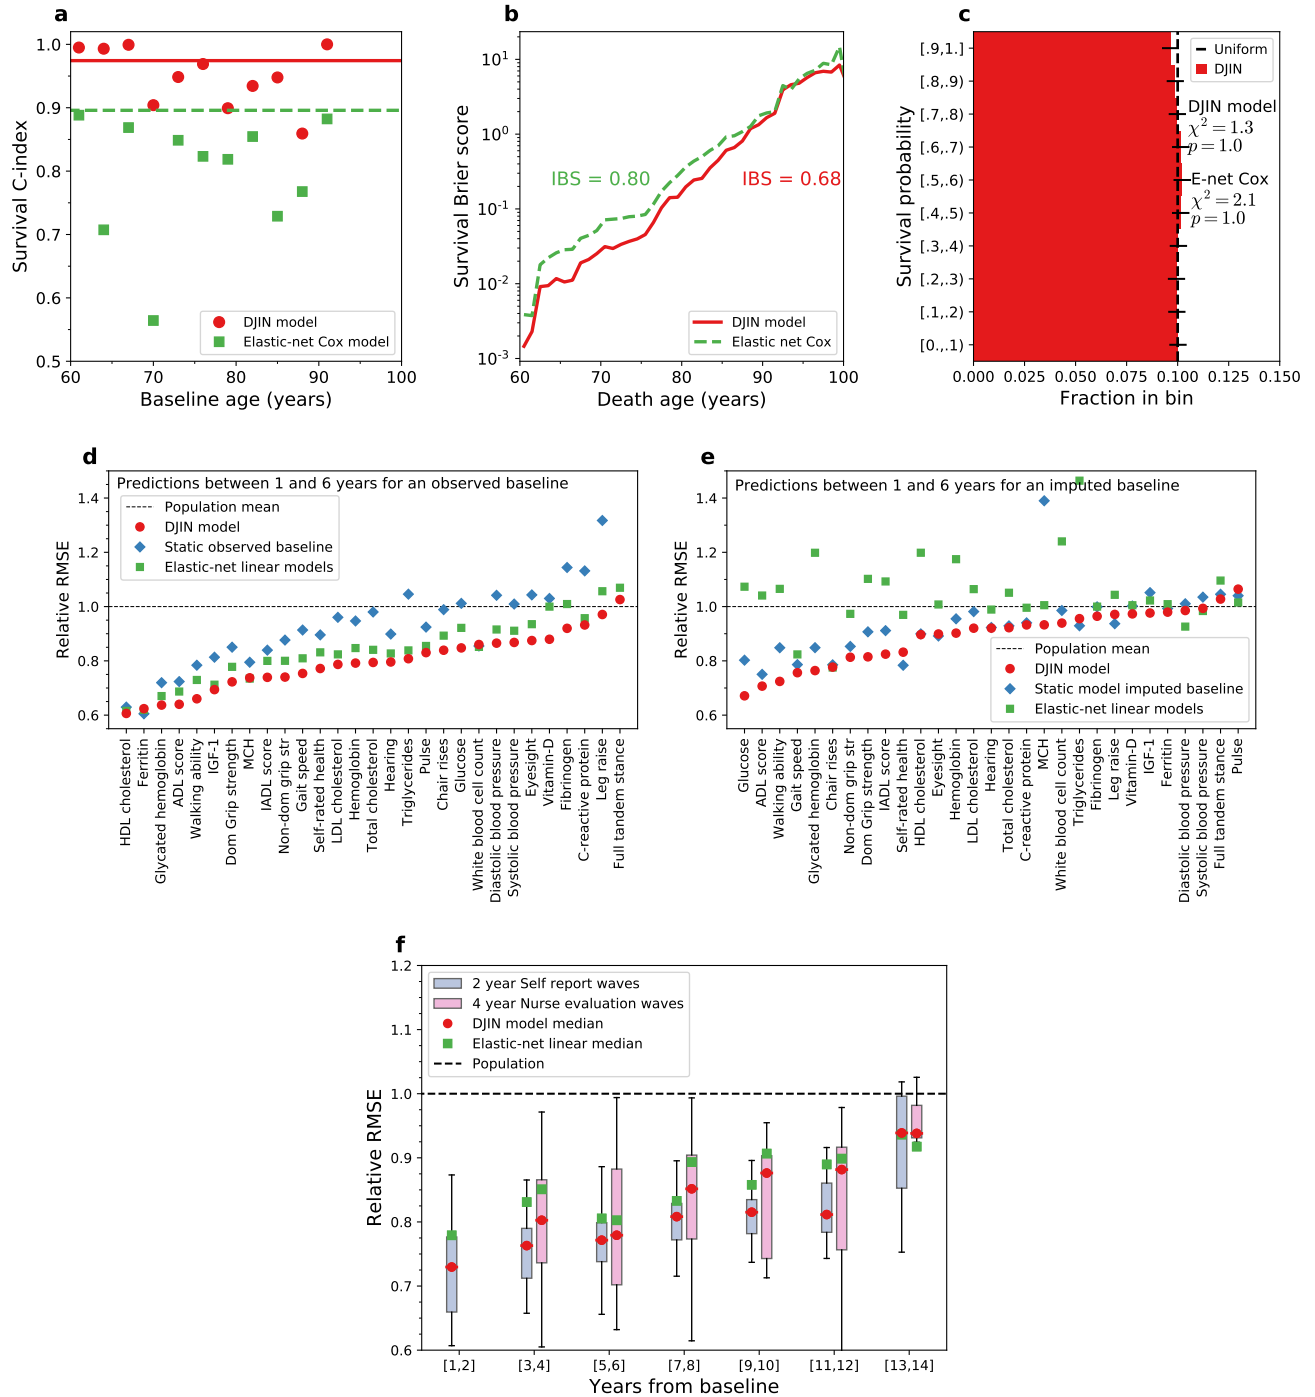 a
Survival C-index
1.0
0.9
0.8
0.7
0.6
0.5
DJIN model
Elastic-net Cox model
60
70
80
90
100
Baseline age (years)
b
Survival Brier score
10¹
10⁰
10⁻¹
10⁻²
10⁻³
IBS = 0.80
IBS = 0.68
DJIN model
Elastic net Cox
60
70
80
90
100
Death age (years)
c
Survival probability
[.9,1.]
[.8,.9)
[.7,.8)
[.6,.7)
[.5,.6)
[.4,.5)
[.3,.4)
[.2,.3)
[.1,.2)
[0.,.1)
Uniform
DJIN
DJIN model
χ² = 1.3
p = 1.0
E-net Cox
χ² = 2.1
p = 1.0
0.000
0.025
0.050
0.075
0.100
0.125
0.150
Fraction in bin
d
Relative RMSE
1.4
1.2
1.0
0.8
0.6
Predictions between 1 and 6 years for an observed baseline
Population mean
DJIN model
Static observed baseline
Elastic-net linear models
HDL cholesterol
Ferritin
Glycated hemoglobin
ADL score
Walking ability
IGF-1
Dom Grip strength
MCH
IADL score
Non-dom grip str
Gait speed
Self-rated health
LDL cholesterol
Hemoglobin
Total cholesterol
Hearing
Triglycerides
Pulse
Chair rises
Glucose
White blood cell count
Diastolic blood pressure
Systolic blood pressure
Eyesight
Vitamin-D
Fibrinogen
C-reactive protein
Leg raise
Full tandem stance
e
Relative RMSE
1.4
1.2
1.0
0.8
0.6
Predictions between 1 and 6 years for an imputed baseline
Population mean
DJIN model
Static model imputed baseline
Elastic-net linear models
Glucose
ADL score
Walking ability
Gait speed
Glycated hemoglobin
Chair rises
Non-dom grip str
Dom Grip strength
IADL score
Self-rated health
HDL cholesterol
Eyesight
Hemoglobin
LDL cholesterol
Hearing
Total cholesterol
C-reactive protein
MCH
White blood cell count
Triglycerides
Fibrinogen
Leg raise
Vitamin-D
IGF-1
Ferritin
Diastolic blood pressure
Systolic blood pressure
Full tandem stance
Pulse
f
Relative RMSE
1.2
1.1
1.0
0.9
0.8
0.7
0.6
2 year Self report waves
4 year Nurse evaluation waves
DJIN model median
Elastic-net linear median
Population
[1,2]
[3,4]
[5,6]
[7,8]
[9,10]
[11,12]
[13,14]
Years from baseline